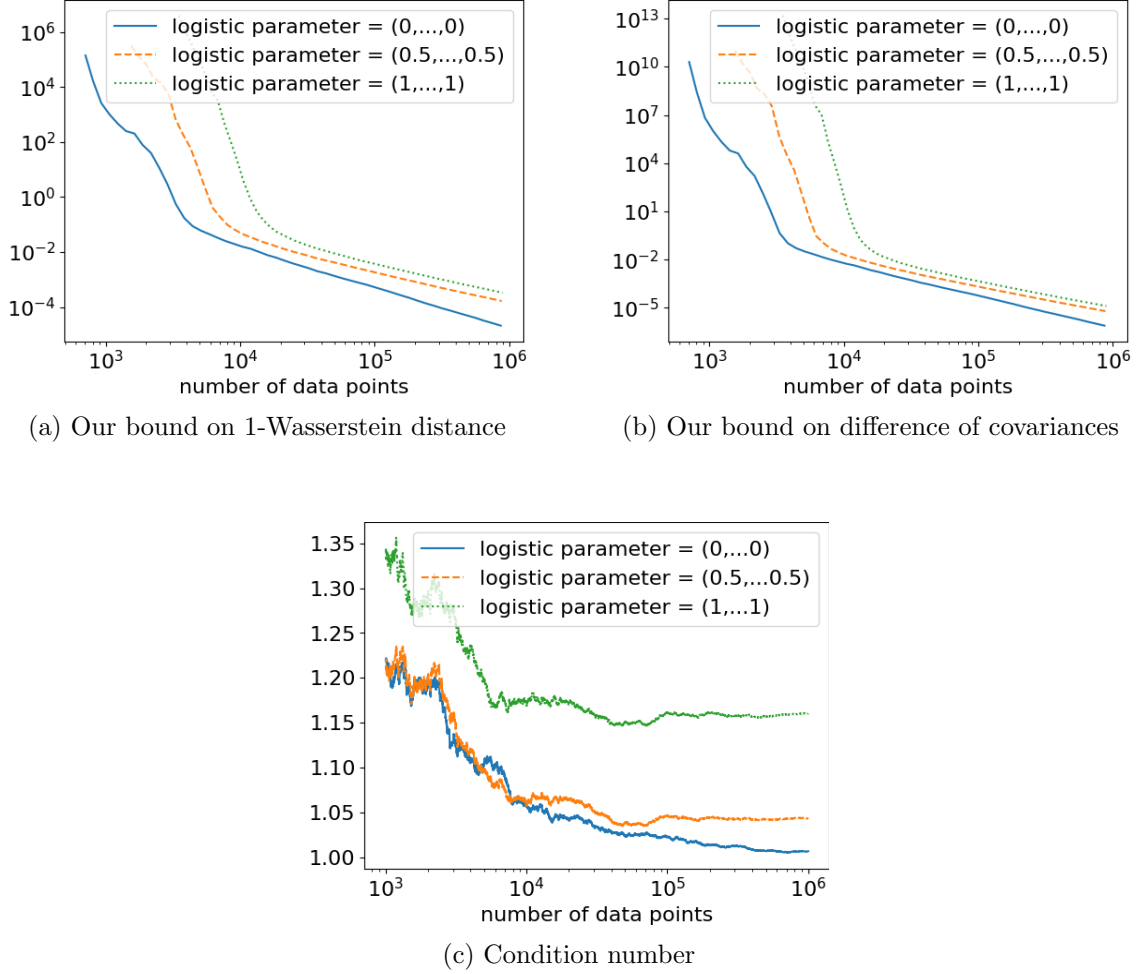 10^6
10^4
10^2
10^0
10^−2
10^−4
logistic parameter = (0,...,0)
logistic parameter = (0.5,...,0.5)
logistic parameter = (1,...,1)
10^3 10^4 10^5 10^6
number of data points
(a) Our bound on 1-Wasserstein distance
10^13
10^10
10^7
10^4
10^1
10^−2
10^−5
logistic parameter = (0,...,0)
logistic parameter = (0.5,...,0.5)
logistic parameter = (1,...,1)
10^3 10^4 10^5 10^6
number of data points
(b) Our bound on difference of covariances
1.35
1.30
1.25
1.20
1.15
1.10
1.05
1.00
logistic parameter = (0,...0)
logistic parameter = (0.5,...0.5)
logistic parameter = (1,...1)
10^3 10^4 10^5 10^6
number of data points
(c) Condition number